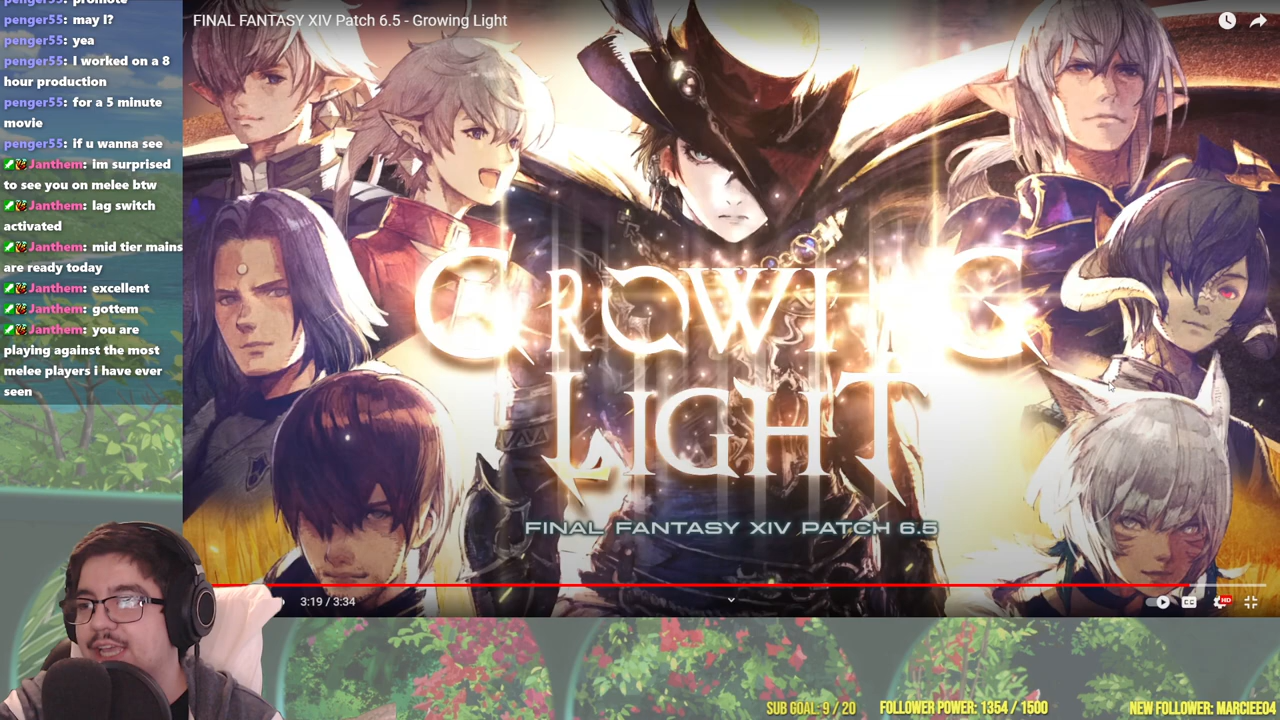 promote
penger55: may I?
penger55: yea
penger55: I worked on a 8
hour production
penger55: for a 5 minute
movie
penger55: if u wanna see
Janthem: im surprised
to see you on melee btw
Janthem: lag switch
activated
Janthem: mid tier mains
are ready today
Janthem: excellent
Janthem: gottem
Janthem: you are
playing against the most
melee players i have ever
seen
FINAL FANTASY XIV Patch 6.5 - Growing Light
GROWING
LIGHT
FINAL FANTASY XIV PATCH 6.5
3:19 / 3:34
CC
HD
SUB GOAL: 9 / 20
FOLLOWER POWER: 1354 / 1500
NEW FOLLOWER: MARCIEE04